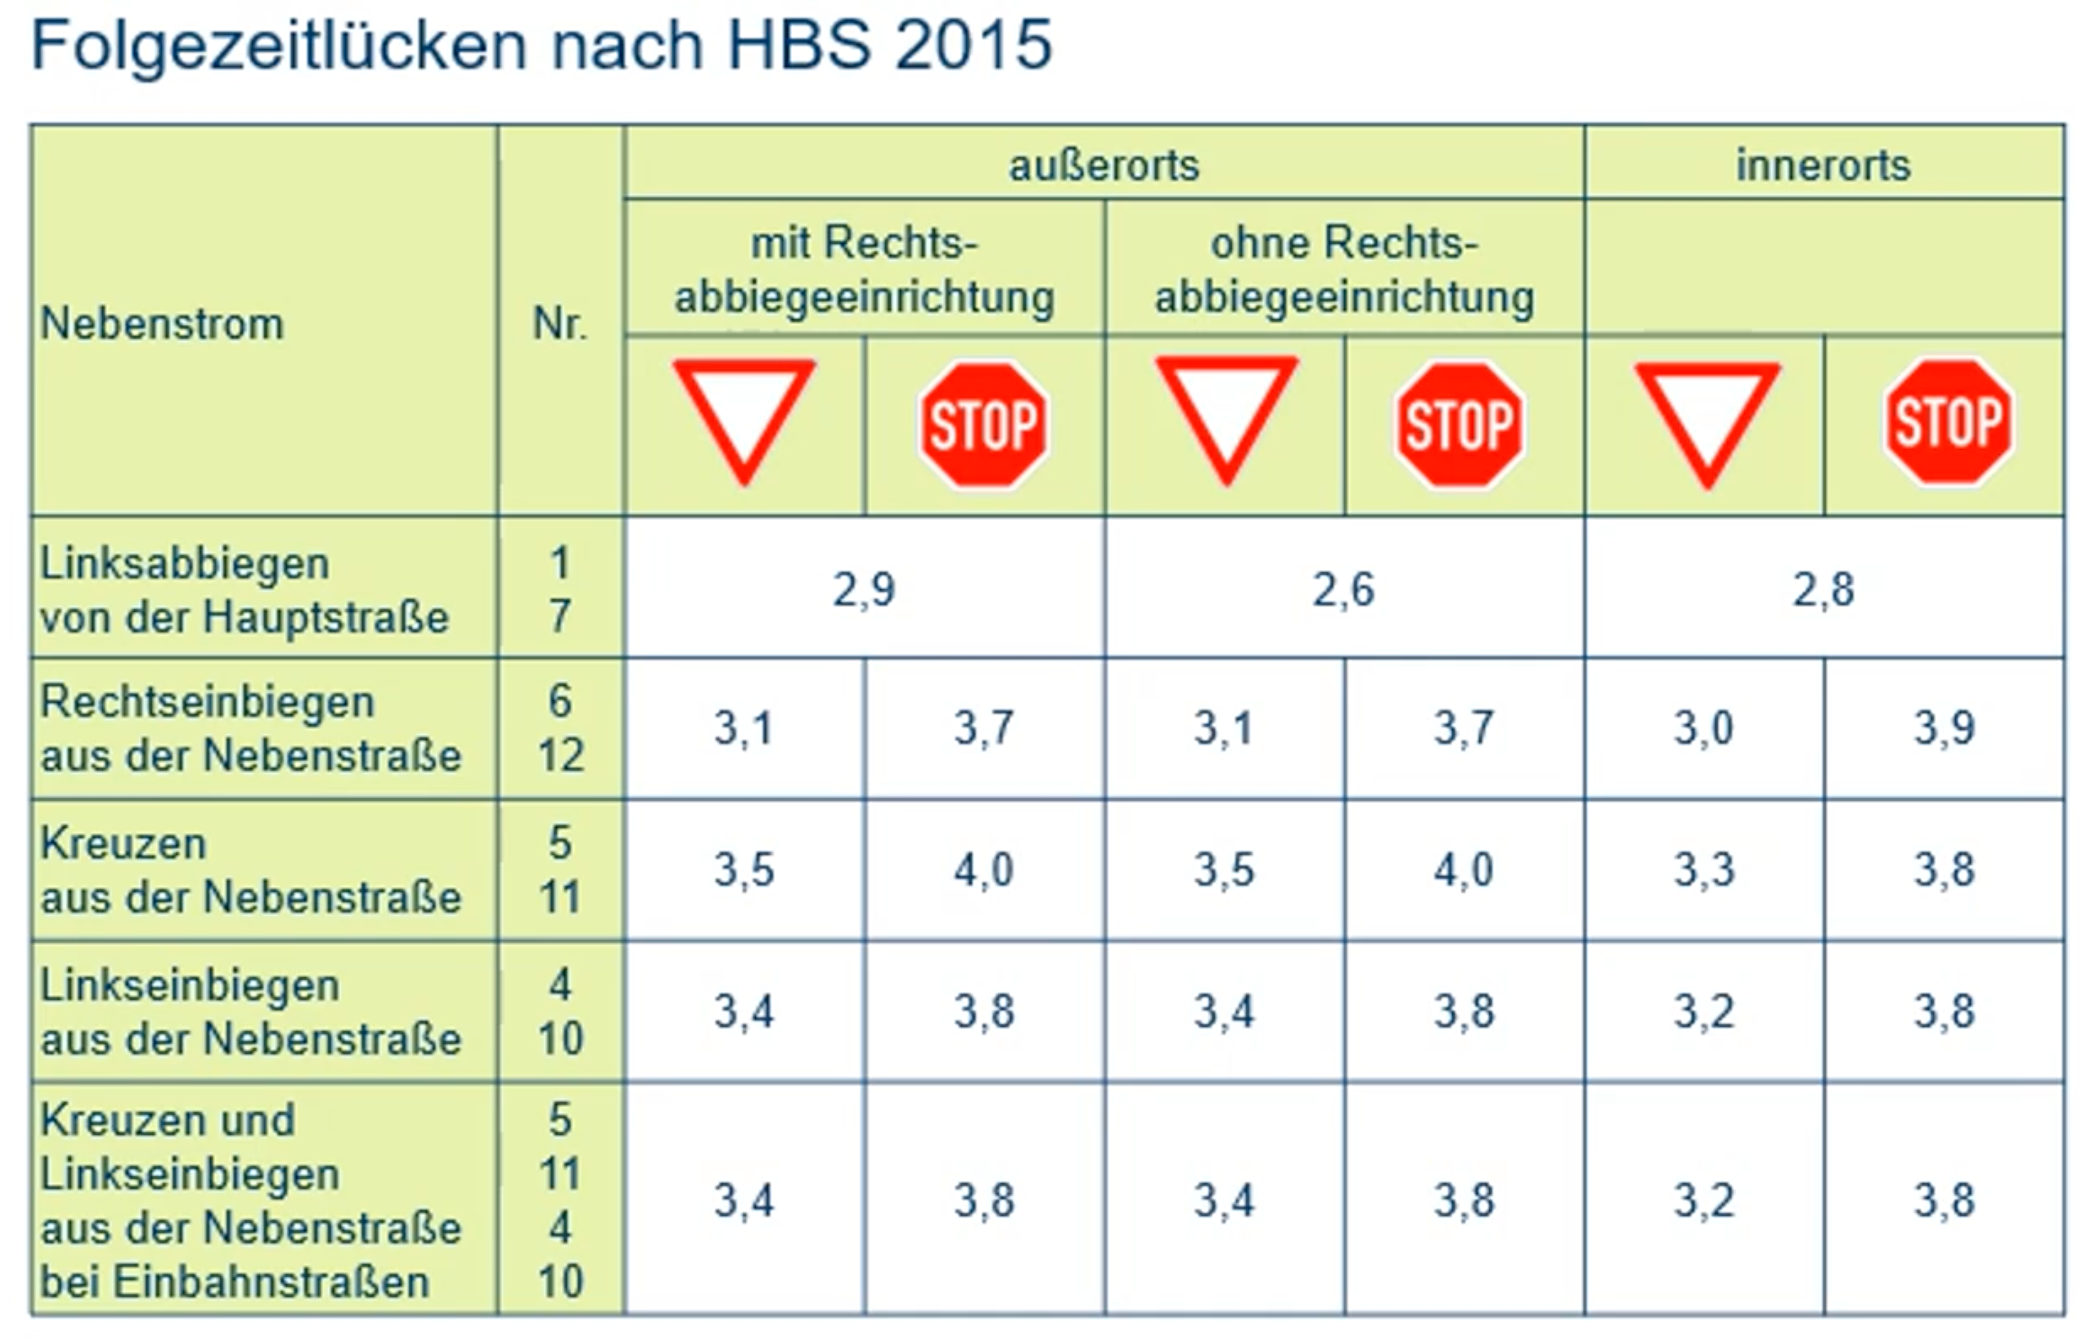 Folgezeitlücken nach HBS 2015
Nebenstrom
Nr.
außerorts
innerorts
mit Rechts-
abbiegeeinrichtung
ohne Rechts-
abbiegeeinrichtung
STOP
STOP
STOP
Linksabbiegen 1
von der Hauptstraße 7
2,9 2,6 2,8
Rechtseinbiegen 6
aus der Nebenstraße 12
3,1 3,7 3,1 3,7 3,0 3,9
Kreuzen 5
aus der Nebenstraße 11
3,5 4,0 3,5 4,0 3,3 3,8
Linkseinbiegen 4
aus der Nebenstraße 10
3,4 3,8 3,4 3,8 3,2 3,8
Kreuzen und 5
Linkseinbiegen 11
aus der Nebenstraße 4
bei Einbahnstraßen 10
3,4 3,8 3,4 3,8 3,2 3,8